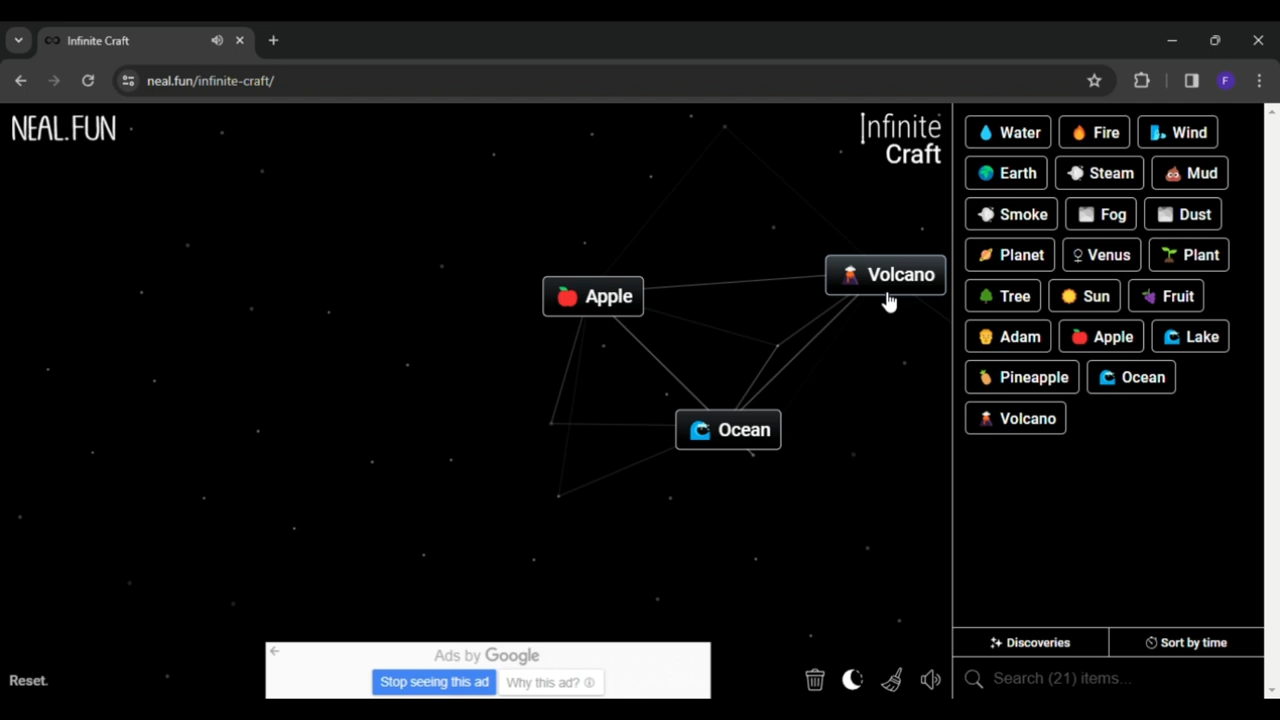 Infinite Craft
neal.fun/infinite-craft/
F
NEAL.FUN
Infinite
Craft
Apple
Volcano
Ocean
Water Fire Wind
Earth Steam Mud
Smoke Fog Dust
Planet Venus Plant
Tree Sun Fruit
Adam Apple Lake
Pineapple Ocean
Volcano
Discoveries Sort by time
Search (21) items...
Reset.
Ads by Google
Stop seeing this ad Why this ad?